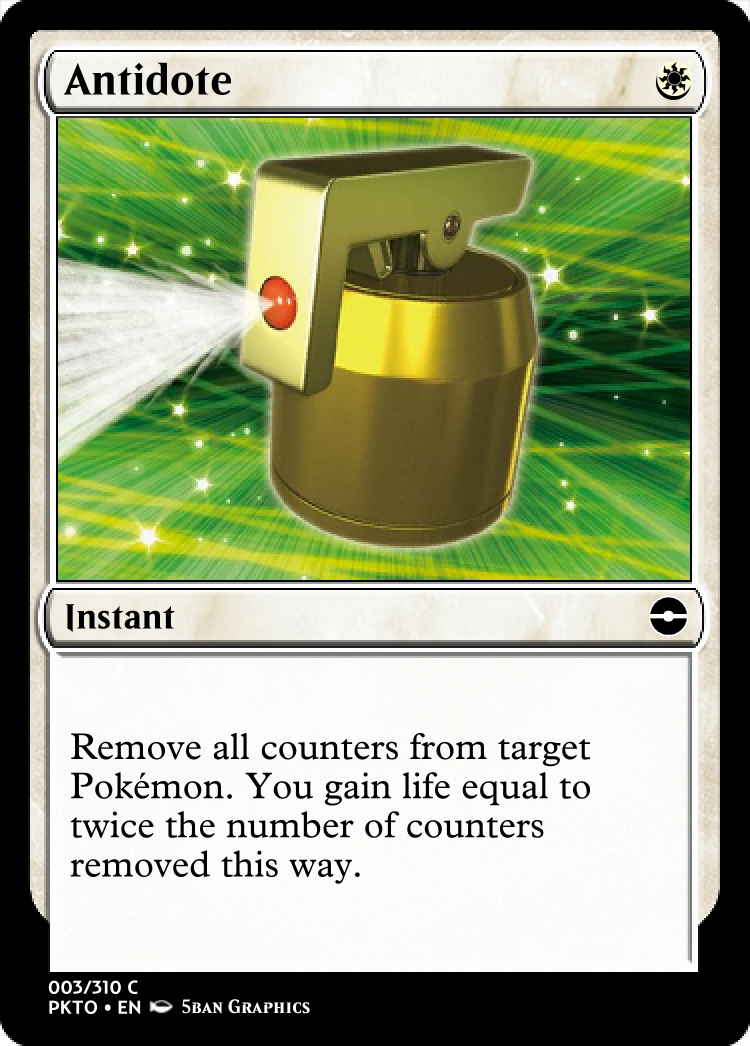 Antidote
Instant
Remove all counters from target
Pokémon. You gain life equal to
twice the number of counters
removed this way.
003/310 C
PKTO • EN 5ban Graphics